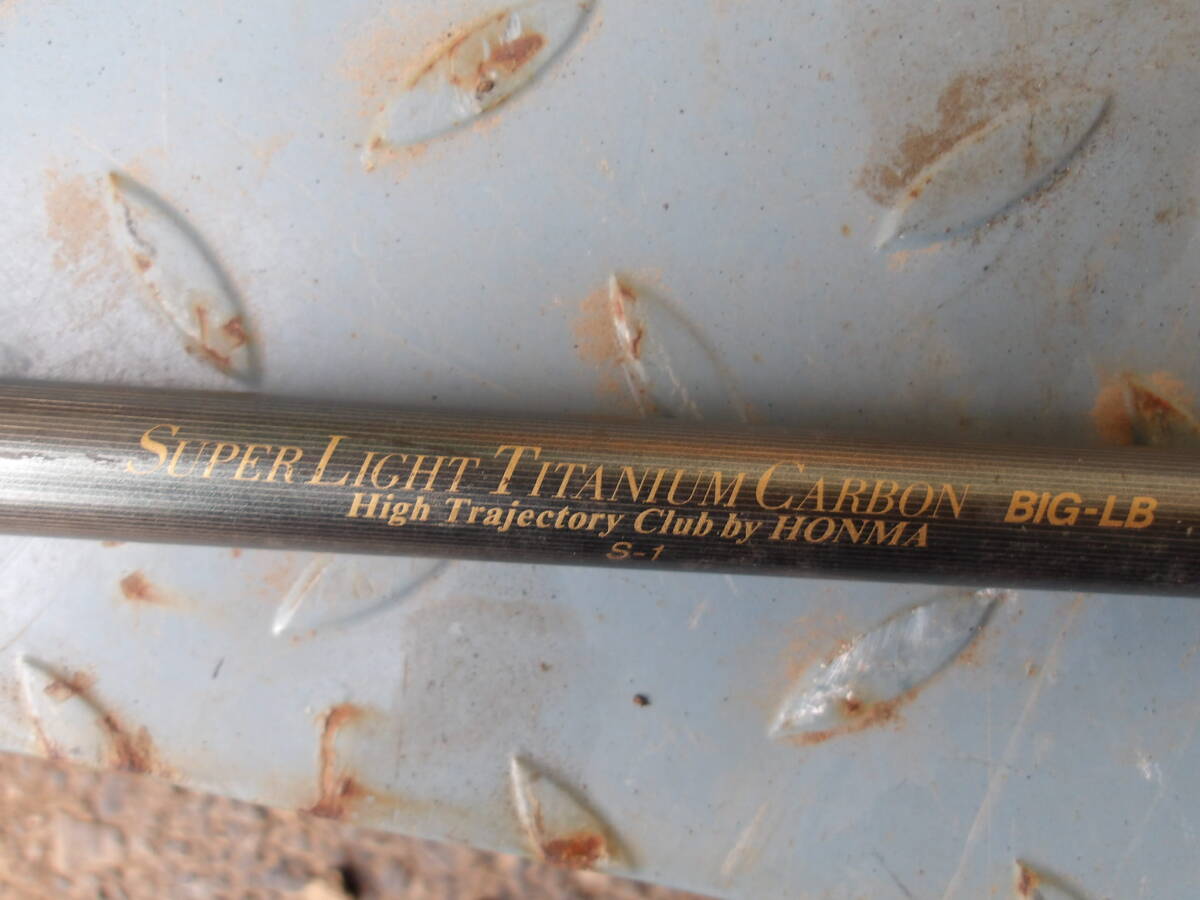 SUPER LIGHT TITANIUM CARBON BIG-LB
High Trajectory Club by HONMA
S-1